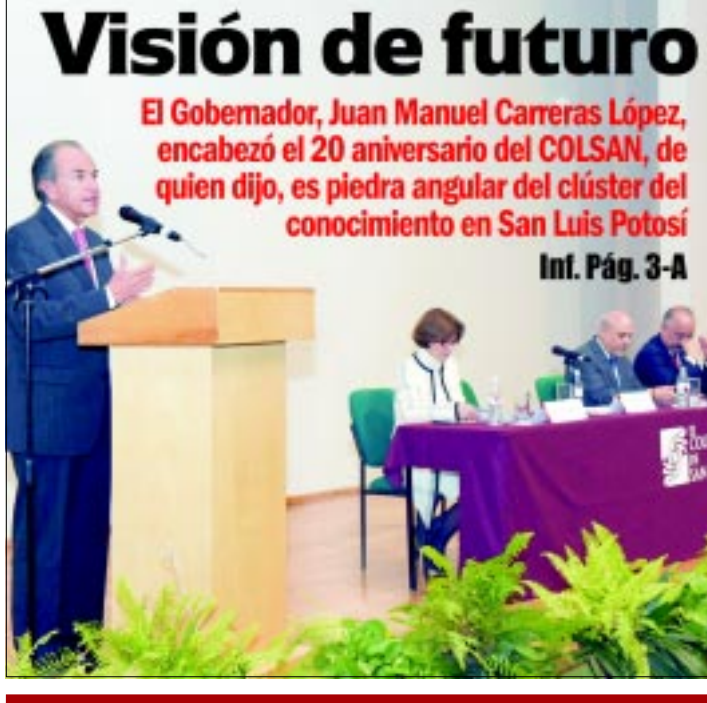 Visión de futuro
El Gobernador, Juan Manuel Carreras López,
encabezó el 20 aniversario del COLSAN, de
quien dijo, es piedra angular del clúster del
conocimiento en San Luis Potosí
Inf. Pág. 3-A